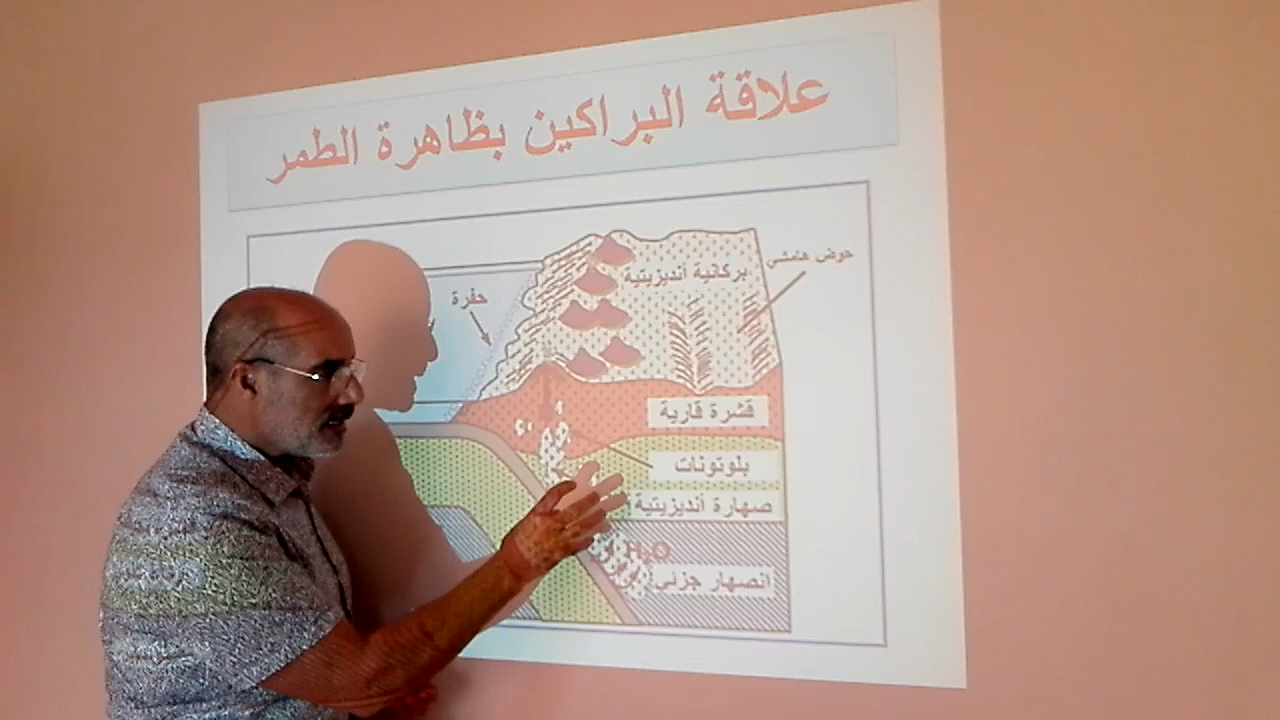 علاقة البراكين بظاهرة الطمر
حوض هامشي
بركانية أنديزيتية
حفرة
قشرة قارية
بلوتونات
صهارة أنديزيتية
H₂O
انصهار جزئي